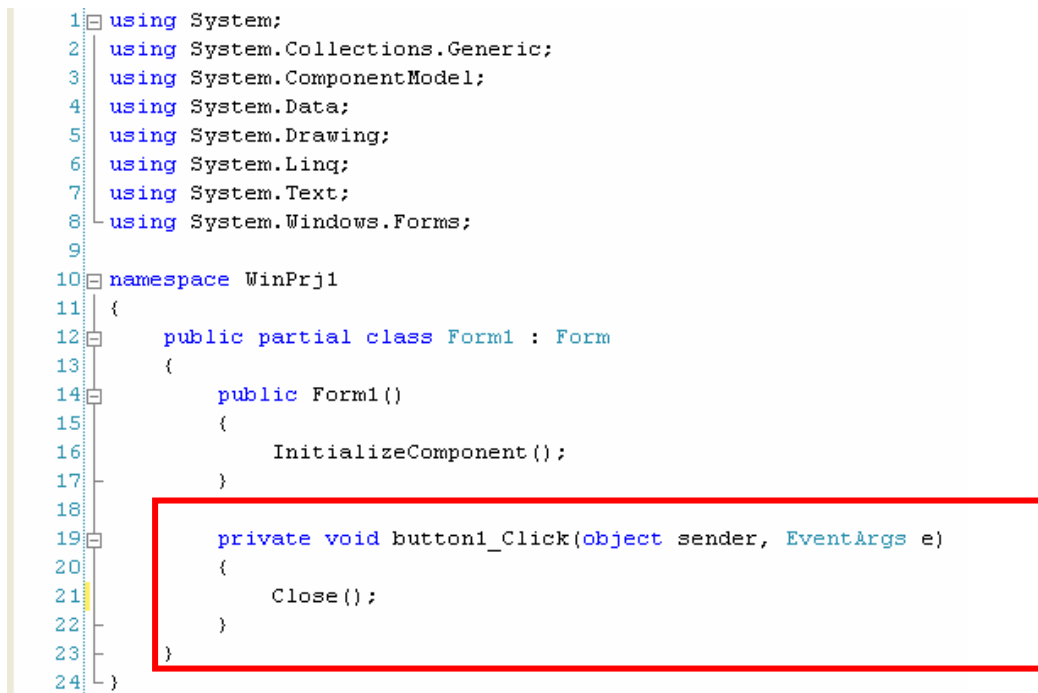 1 using System;
2 using System.Collections.Generic;
3 using System.ComponentModel;
4 using System.Data;
5 using System.Drawing;
6 using System.Linq;
7 using System.Text;
8 using System.Windows.Forms;
9
10 namespace WinPrj1
11 {
12 public partial class Form1 : Form
13 {
14 public Form1()
15 {
16 InitializeComponent();
17 }
18
19 private void button1_Click(object sender, EventArgs e)
20 {
21 Close();
22 }
23 }
24 }